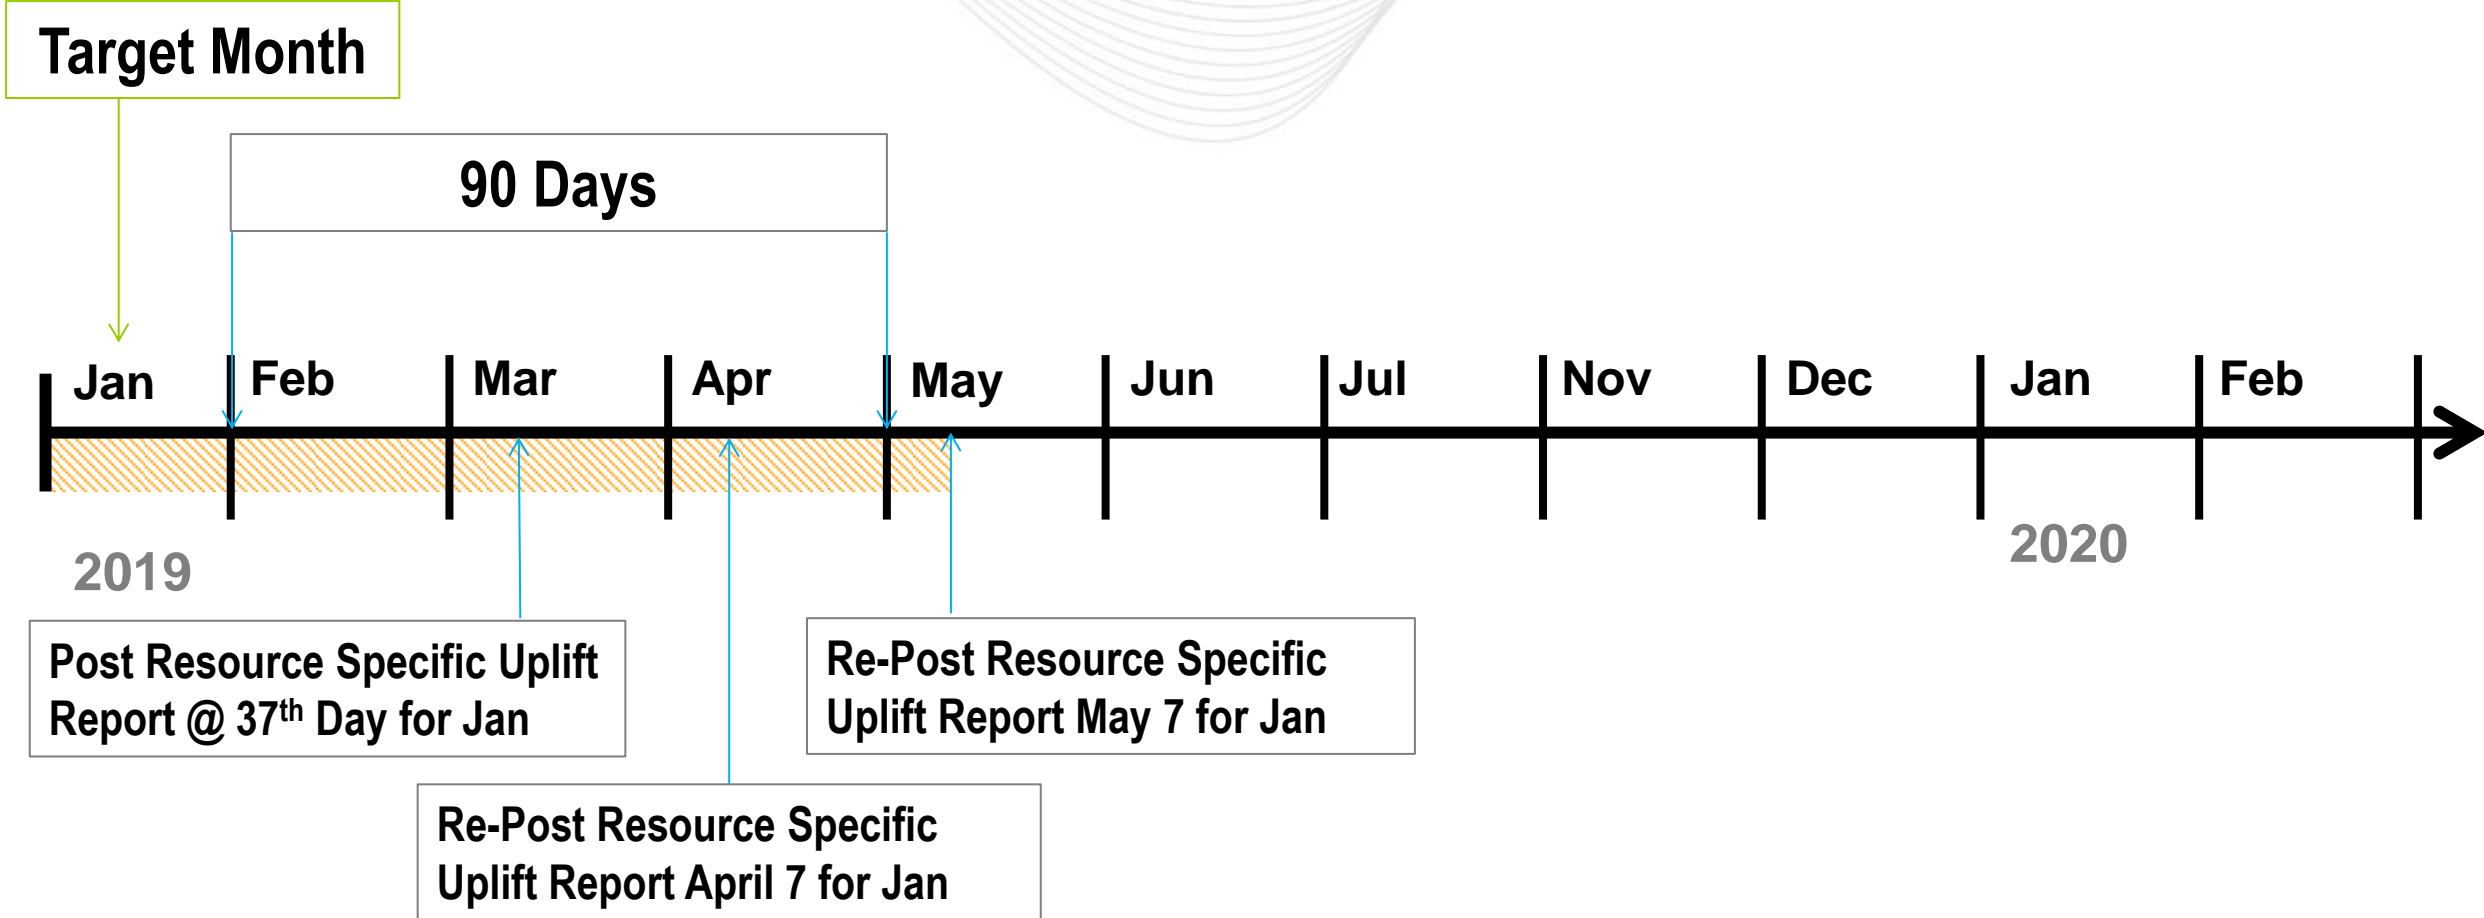 Target Month
90 Days
Jan
Feb
Mar
Apr
May
Jun
Jul
Nov
Dec
Jan
Feb
2019
2020
Post Resource Specific Uplift
Report @ 37th Day for Jan
Re-Post Resource Specific
Uplift Report May 7 for Jan
Re-Post Resource Specific
Uplift Report April 7 for Jan